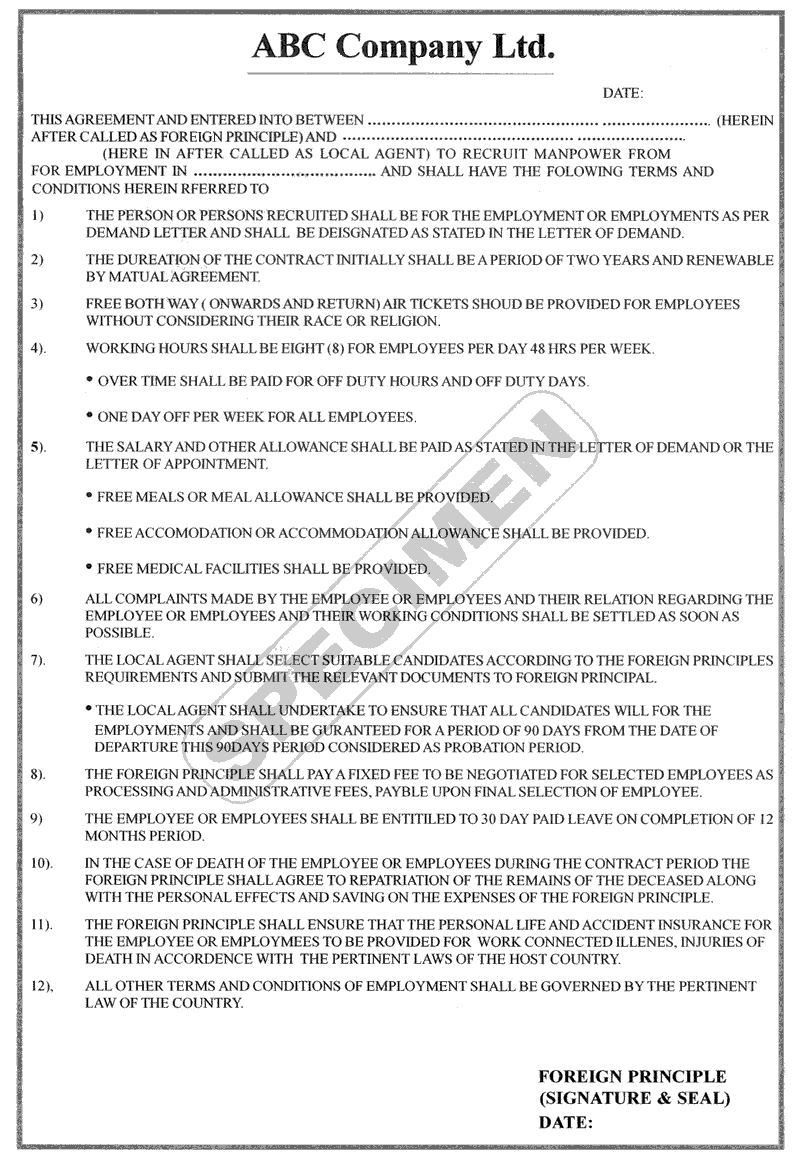 ABC Company Ltd.
DATE:
THIS AGREEMENT AND ENTERED INTO BETWEEN ................................................ ...................... (HEREIN
AFTER CALLED AS FOREIGN PRINCIPLE) AND ................................................ ......................
(HERE IN AFTER CALLED AS LOCAL AGENT) TO RECRUIT MANPOWER FROM
FOR EMPLOYMENT IN ...................................... AND SHALL HAVE THE FOLOWING TERMS AND
CONDITIONS HEREIN RFERRED TO
1) THE PERSON OR PERSONS RECRUITED SHALL BE FOR THE EMPLOYMENT OR EMPLOYMENTS AS PER
DEMAND LETTER AND SHALL BE DEISGNATED AS STATED IN THE LETTER OF DEMAND.
2) THE DUREATION OF THE CONTRACT INITIALLY SHALL BE A PERIOD OF TWO YEARS AND RENEWABLE
BY MATUAL AGREEMENT.
3) FREE BOTH WAY ( ONWARDS AND RETURN) AIR TICKETS SHOUD BE PROVIDED FOR EMPLOYEES
WITHOUT CONSIDERING THEIR RACE OR RELIGION.
4). WORKING HOURS SHALL BE EIGHT (8) FOR EMPLOYEES PER DAY 48 HRS PER WEEK.
• OVER TIME SHALL BE PAID FOR OFF DUTY HOURS AND OFF DUTY DAYS.
• ONE DAY OFF PER WEEK FOR ALL EMPLOYEES.
5). THE SALARY AND OTHER ALLOWANCE SHALL BE PAID AS STATED IN THE LETTER OF DEMAND OR THE
LETTER OF APPOINTMENT.
• FREE MEALS OR MEAL ALLOWANCE SHALL BE PROVIDED.
• FREE ACCOMODATION OR ACCOMMODATION ALLOWANCE SHALL BE PROVIDED.
• FREE MEDICAL FACILITIES SHALL BE PROVIDED.
6) ALL COMPLAINTS MADE BY THE EMPLOYEE OR EMPLOYEES AND THEIR RELATION REGARDING THE
EMPLOYEE OR EMPLOYEES AND THEIR WORKING CONDITIONS SHALL BE SETTLED AS SOON AS
POSSIBLE.
7). THE LOCAL AGENT SHALL SELECT SUITABLE CANDIDATES ACCORDING TO THE FOREIGN PRINCIPLES
REQUIREMENTS AND SUBMIT THE RELEVANT DOCUMENTS TO FOREIGN PRINCIPAL.
• THE LOCAL AGENT SHALL UNDERTAKE TO ENSURE THAT ALL CANDIDATES WILL FOR THE
EMPLOYMENTS AND SHALL BE GURANTEED FOR A PERIOD OF 90 DAYS FROM THE DATE OF
DEPARTURE THIS 90DAYS PERIOD CONSIDERED AS PROBATION PERIOD.
8). THE FOREIGN PRINCIPLE SHALL PAY A FIXED FEE TO BE NEGOTIATED FOR SELECTED EMPLOYEES AS
PROCESSING AND ADMINISTRATIVE FEES, PAYBLE UPON FINAL SELECTION OF EMPLOYEE.
9) THE EMPLOYEE OR EMPLOYEES SHALL BE ENTITILED TO 30 DAY PAID LEAVE ON COMPLETION OF 12
MONTHS PERIOD.
10). IN THE CASE OF DEATH OF THE EMPLOYEE OR EMPLOYEES DURING THE CONTRACT PERIOD THE
FOREIGN PRINCIPLE SHALL AGREE TO REPATRIATION OF THE REMAINS OF THE DECEASED ALONG
WITH THE PERSONAL EFFECTS AND SAVING ON THE EXPENSES OF THE FOREIGN PRINCIPLE.
11). THE FOREIGN PRINCIPLE SHALL ENSURE THAT THE PERSONAL LIFE AND ACCIDENT INSURANCE FOR
THE EMPLOYEE OR EMPLOYMEES TO BE PROVIDED FOR WORK CONNECTED ILLENES, INJURIES OF
DEATH IN ACCORDENCE WITH THE PERTINENT LAWS OF THE HOST COUNTRY.
12), ALL OTHER TERMS AND CONDITIONS OF EMPLOYMENT SHALL BE GOVERNED BY THE PERTINENT
LAW OF THE COUNTRY.
SPECIMEN
FOREIGN PRINCIPLE
(SIGNATURE & SEAL)
DATE: